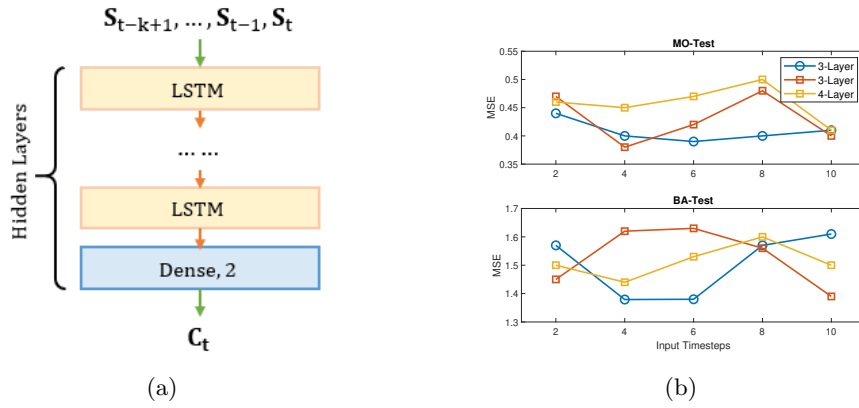 S_{t-k+1}, ..., S_{t-1}, S_t
Hidden Layers
LSTM
... ...
LSTM
Dense, 2
C_t
(a)
MO-Test
MSE
0.55
0.5
0.45
0.4
0.35
2 4 6 8 10
3-Layer
3-Layer
4-Layer
BA-Test
MSE
1.7
1.6
1.5
1.4
1.3
2 4 6 8 10
Input Timesteps
(b)